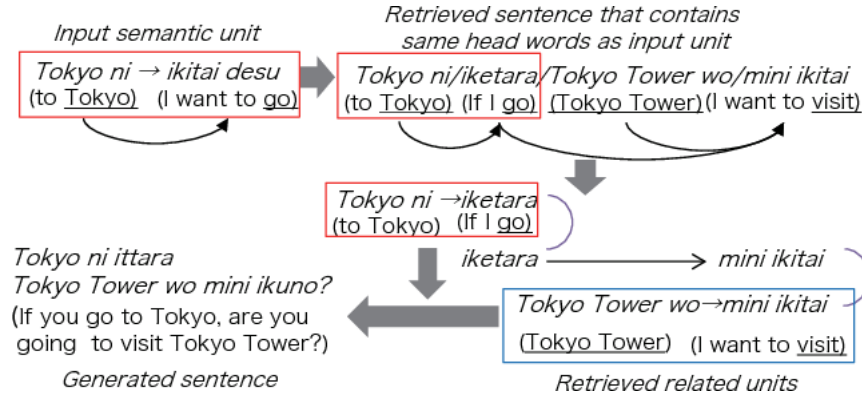 Input semantic unit
Tokyo ni → ikitai desu
(to Tokyo) (I want to go)
Retrieved sentence that contains
same head words as input unit
Tokyo ni/iketara/Tokyo Tower wo/mini ikitai
(to Tokyo) (If I go) (Tokyo Tower) (I want to visit)
Tokyo ni →iketara
(to Tokyo) (If I go)
iketara mini ikitai
Tokyo Tower wo→mini ikitai
(Tokyo Tower) (I want to visit)
Retrieved related units
Tokyo ni ittara
Tokyo Tower wo mini ikuno?
(If you go to Tokyo, are you
going to visit Tokyo Tower?)
Generated sentence